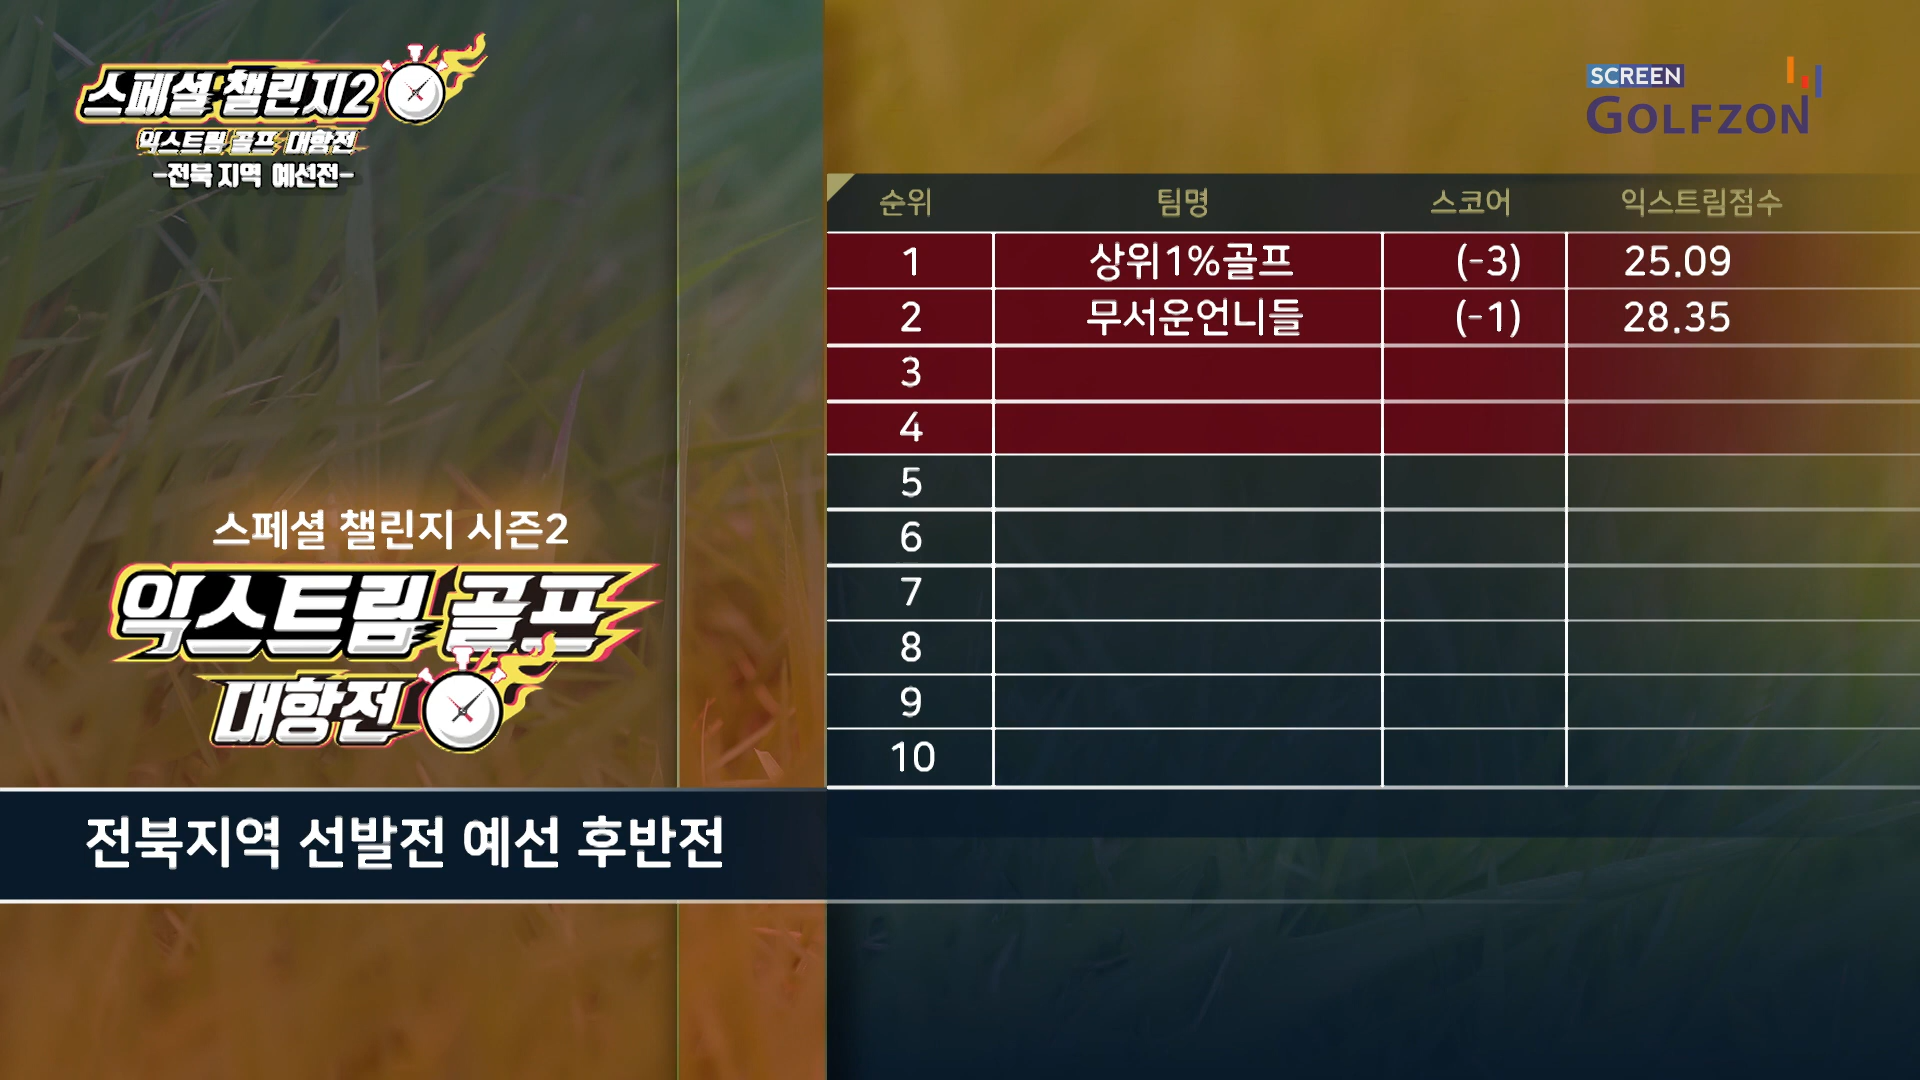 스페셜 챌린지2
익스트림 골프 대항전
-전북 지역 예선전-
SCREEN
GOLFZON
순위 팀명 스코어 익스트림점수
1 상위1%골프 (-3) 25.09
2 무서운언니들 (-1) 28.35
3
4
5
6
7
8
9
10
스페셜 챌린지 시즌2
익스트림 골프
대항전
전북지역 선발전 예선 후반전